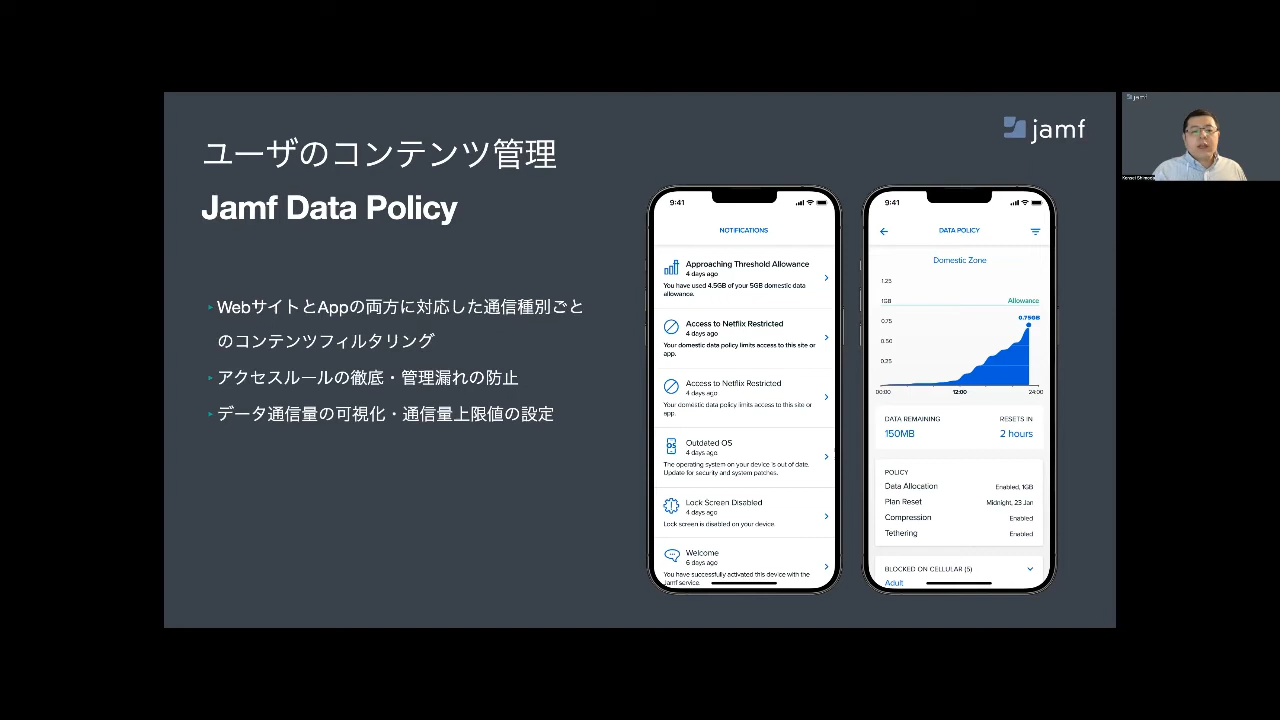 ユーザのコンテンツ管理
Jamf Data Policy
WebサイトとAppの両方に対応した通信種別ごと
のコンテンツフィルタリング
アクセスルールの徹底・管理漏れの防止
データ通信量の可視化・通信量上限値の設定
jamf
9:41
NOTIFICATIONS
Approaching Threshold Allowance
4 days ago
You have used 4.5GB of your 5GB domestic data
allowance.
Access to Netflix Restricted
4 days ago
Your domestic data policy limits access to this site or
app.
Access to Netflix Restricted
4 days ago
Your domestic data policy limits access to this site or
app.
OS
Outdated OS
4 days ago
The operating system on your device is out of date.
Update for security and system patches.
Lock Screen Disabled
4 days ago
Lock screen is disabled on your device.
Welcome
6 days ago
You have successfully activated this device with the
Jamf service.
9:41
DATA POLICY
Domestic Zone
1.25
1GB
Allowance
0.75GB
0.75
0.50
0.25
00:00 12:00 24:00
DATA REMAINING RESETS IN
150MB 2 hours
POLICY
Data Allocation Enabled, 1GB
Plan Reset Midnight, 23 Jan
Compression Enabled
Tethering Enabled
BLOCKED ON CELLULAR (5)
Adult
jamf
Kensei Shimoda